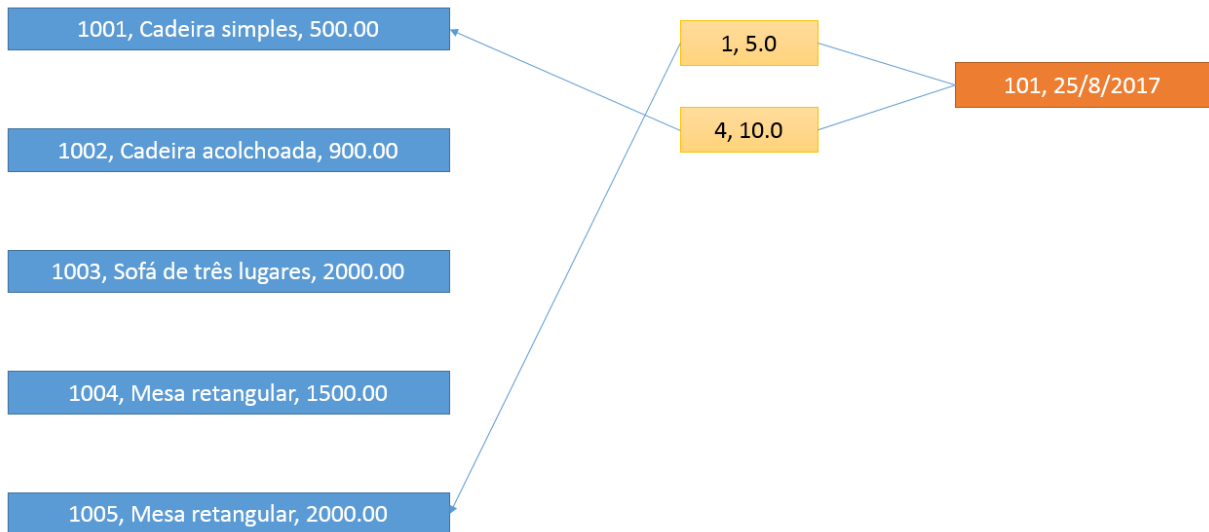 1001, Cadeira simples, 500.00
1002, Cadeira acolchoada, 900.00
1003, Sofá de três lugares, 2000.00
1004, Mesa retangular, 1500.00
1005, Mesa retangular, 2000.00
1, 5.0
4, 10.0
101, 25/8/2017